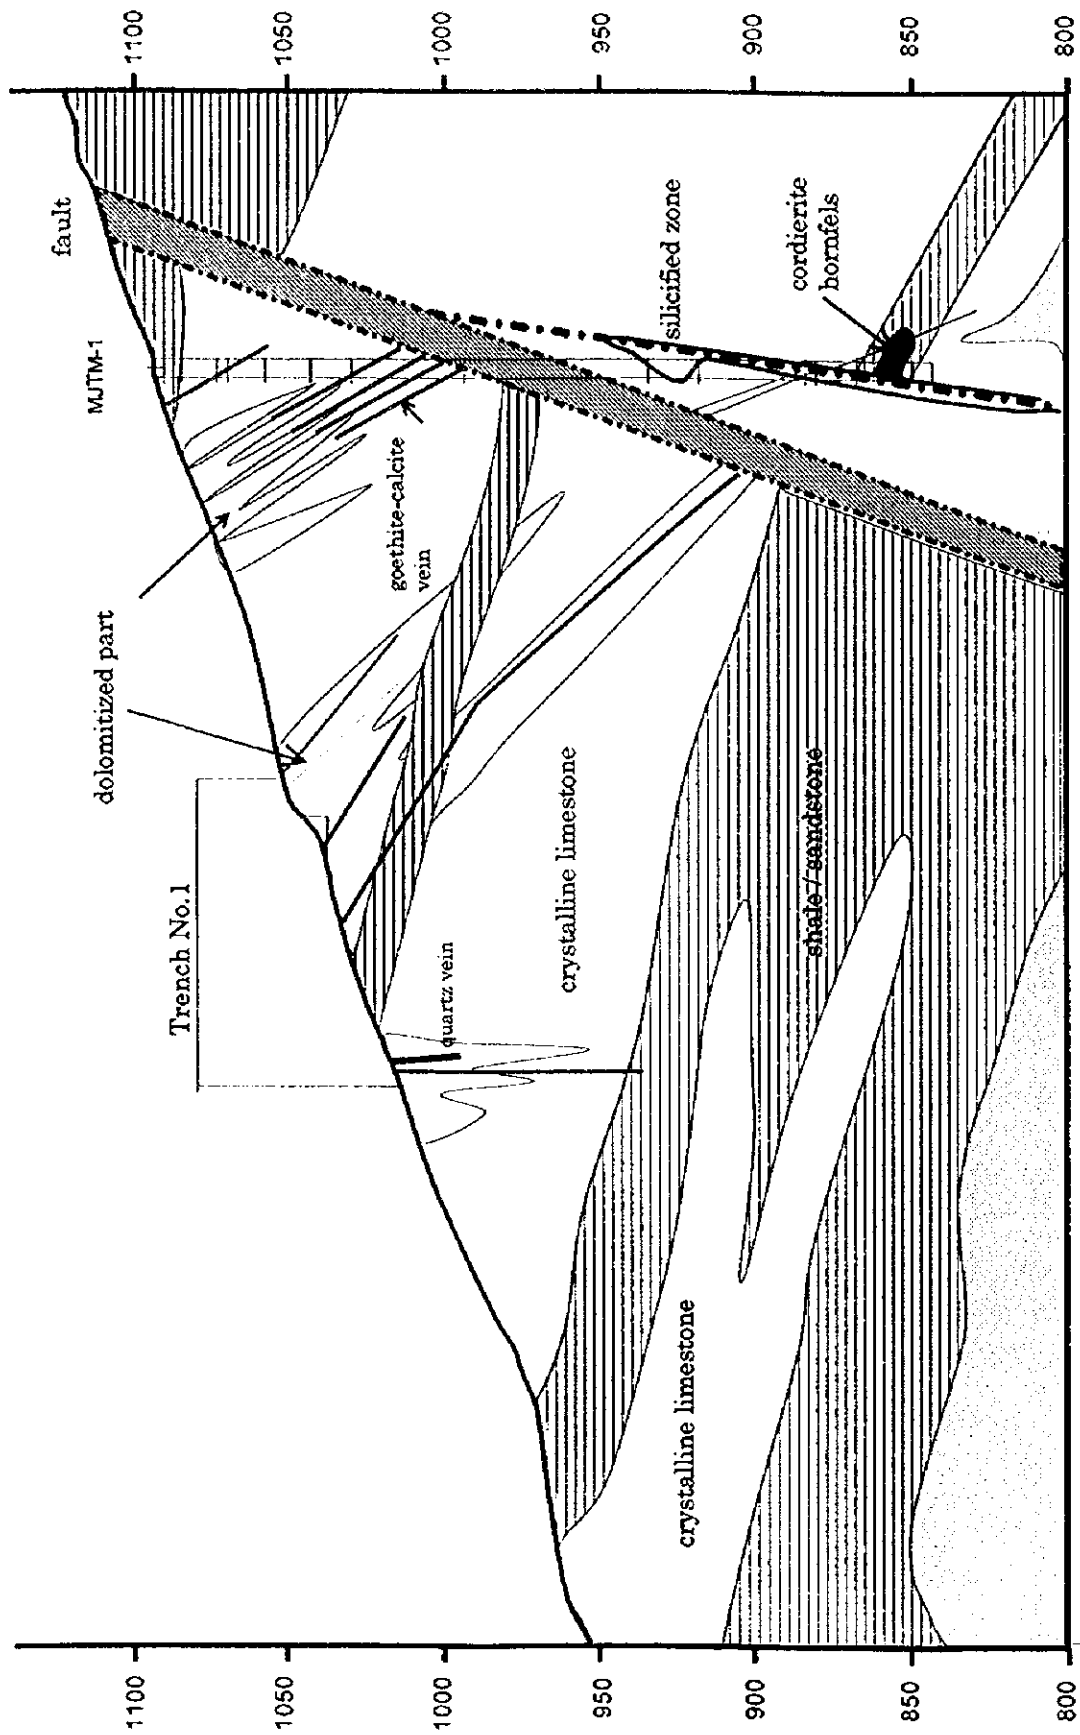 1100
1050
1000
950
900
850
800
fault
MJTM-1
dolomitized part
Trench No.1
goethite-calcite
vein
silicified zone
cordierite
hornfels
quartz vein
crystalline limestone
shale / sandstone
crystalline limestone
1100
1050
1000
950
900
850
800